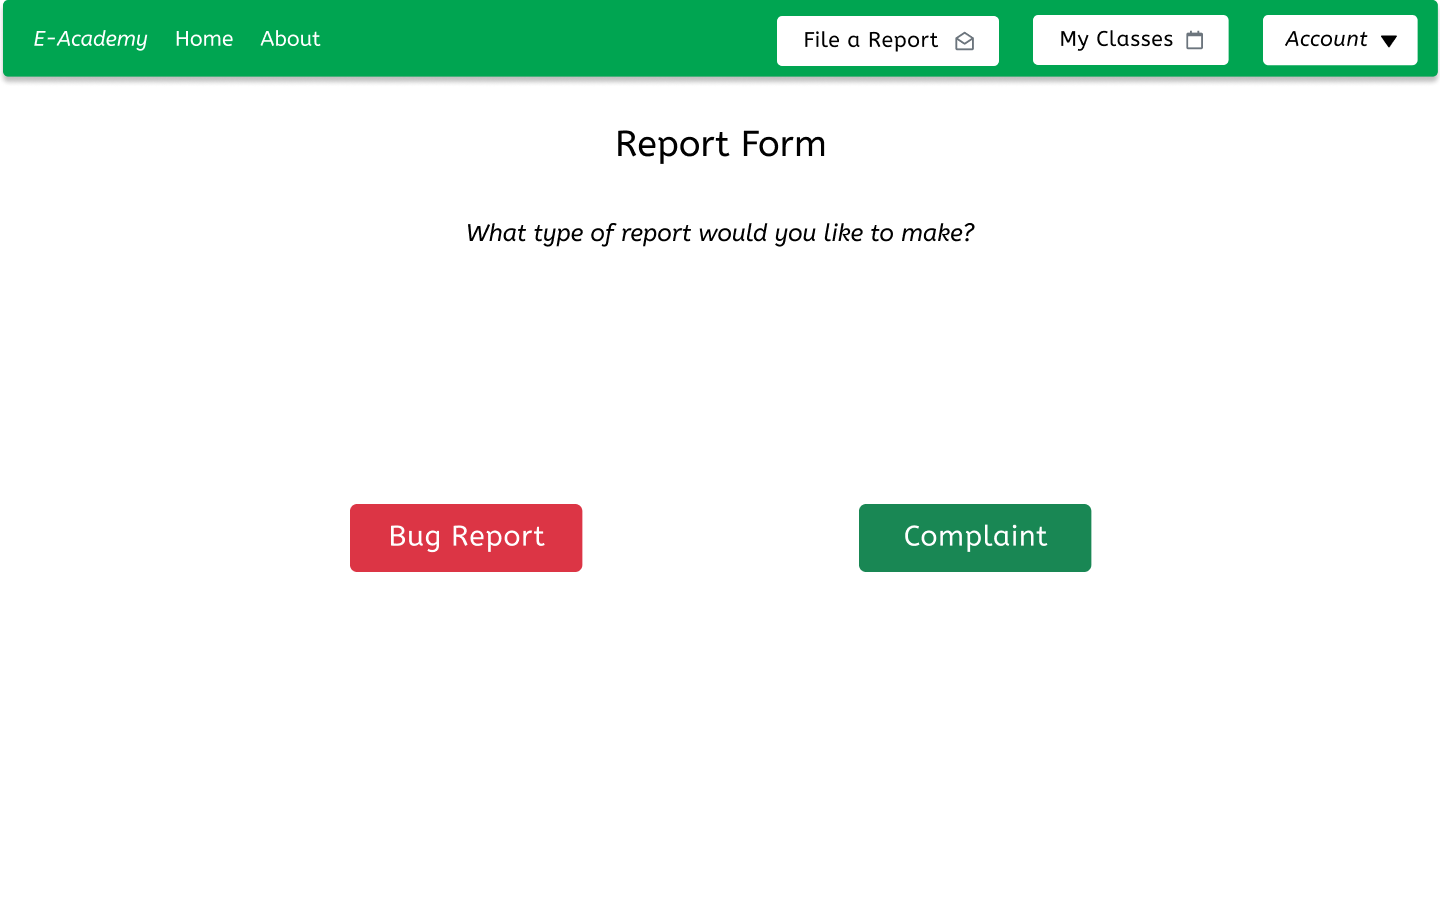 E-Academy Home About File a Report My Classes Account
Report Form
What type of report would you like to make?
Bug Report Complaint